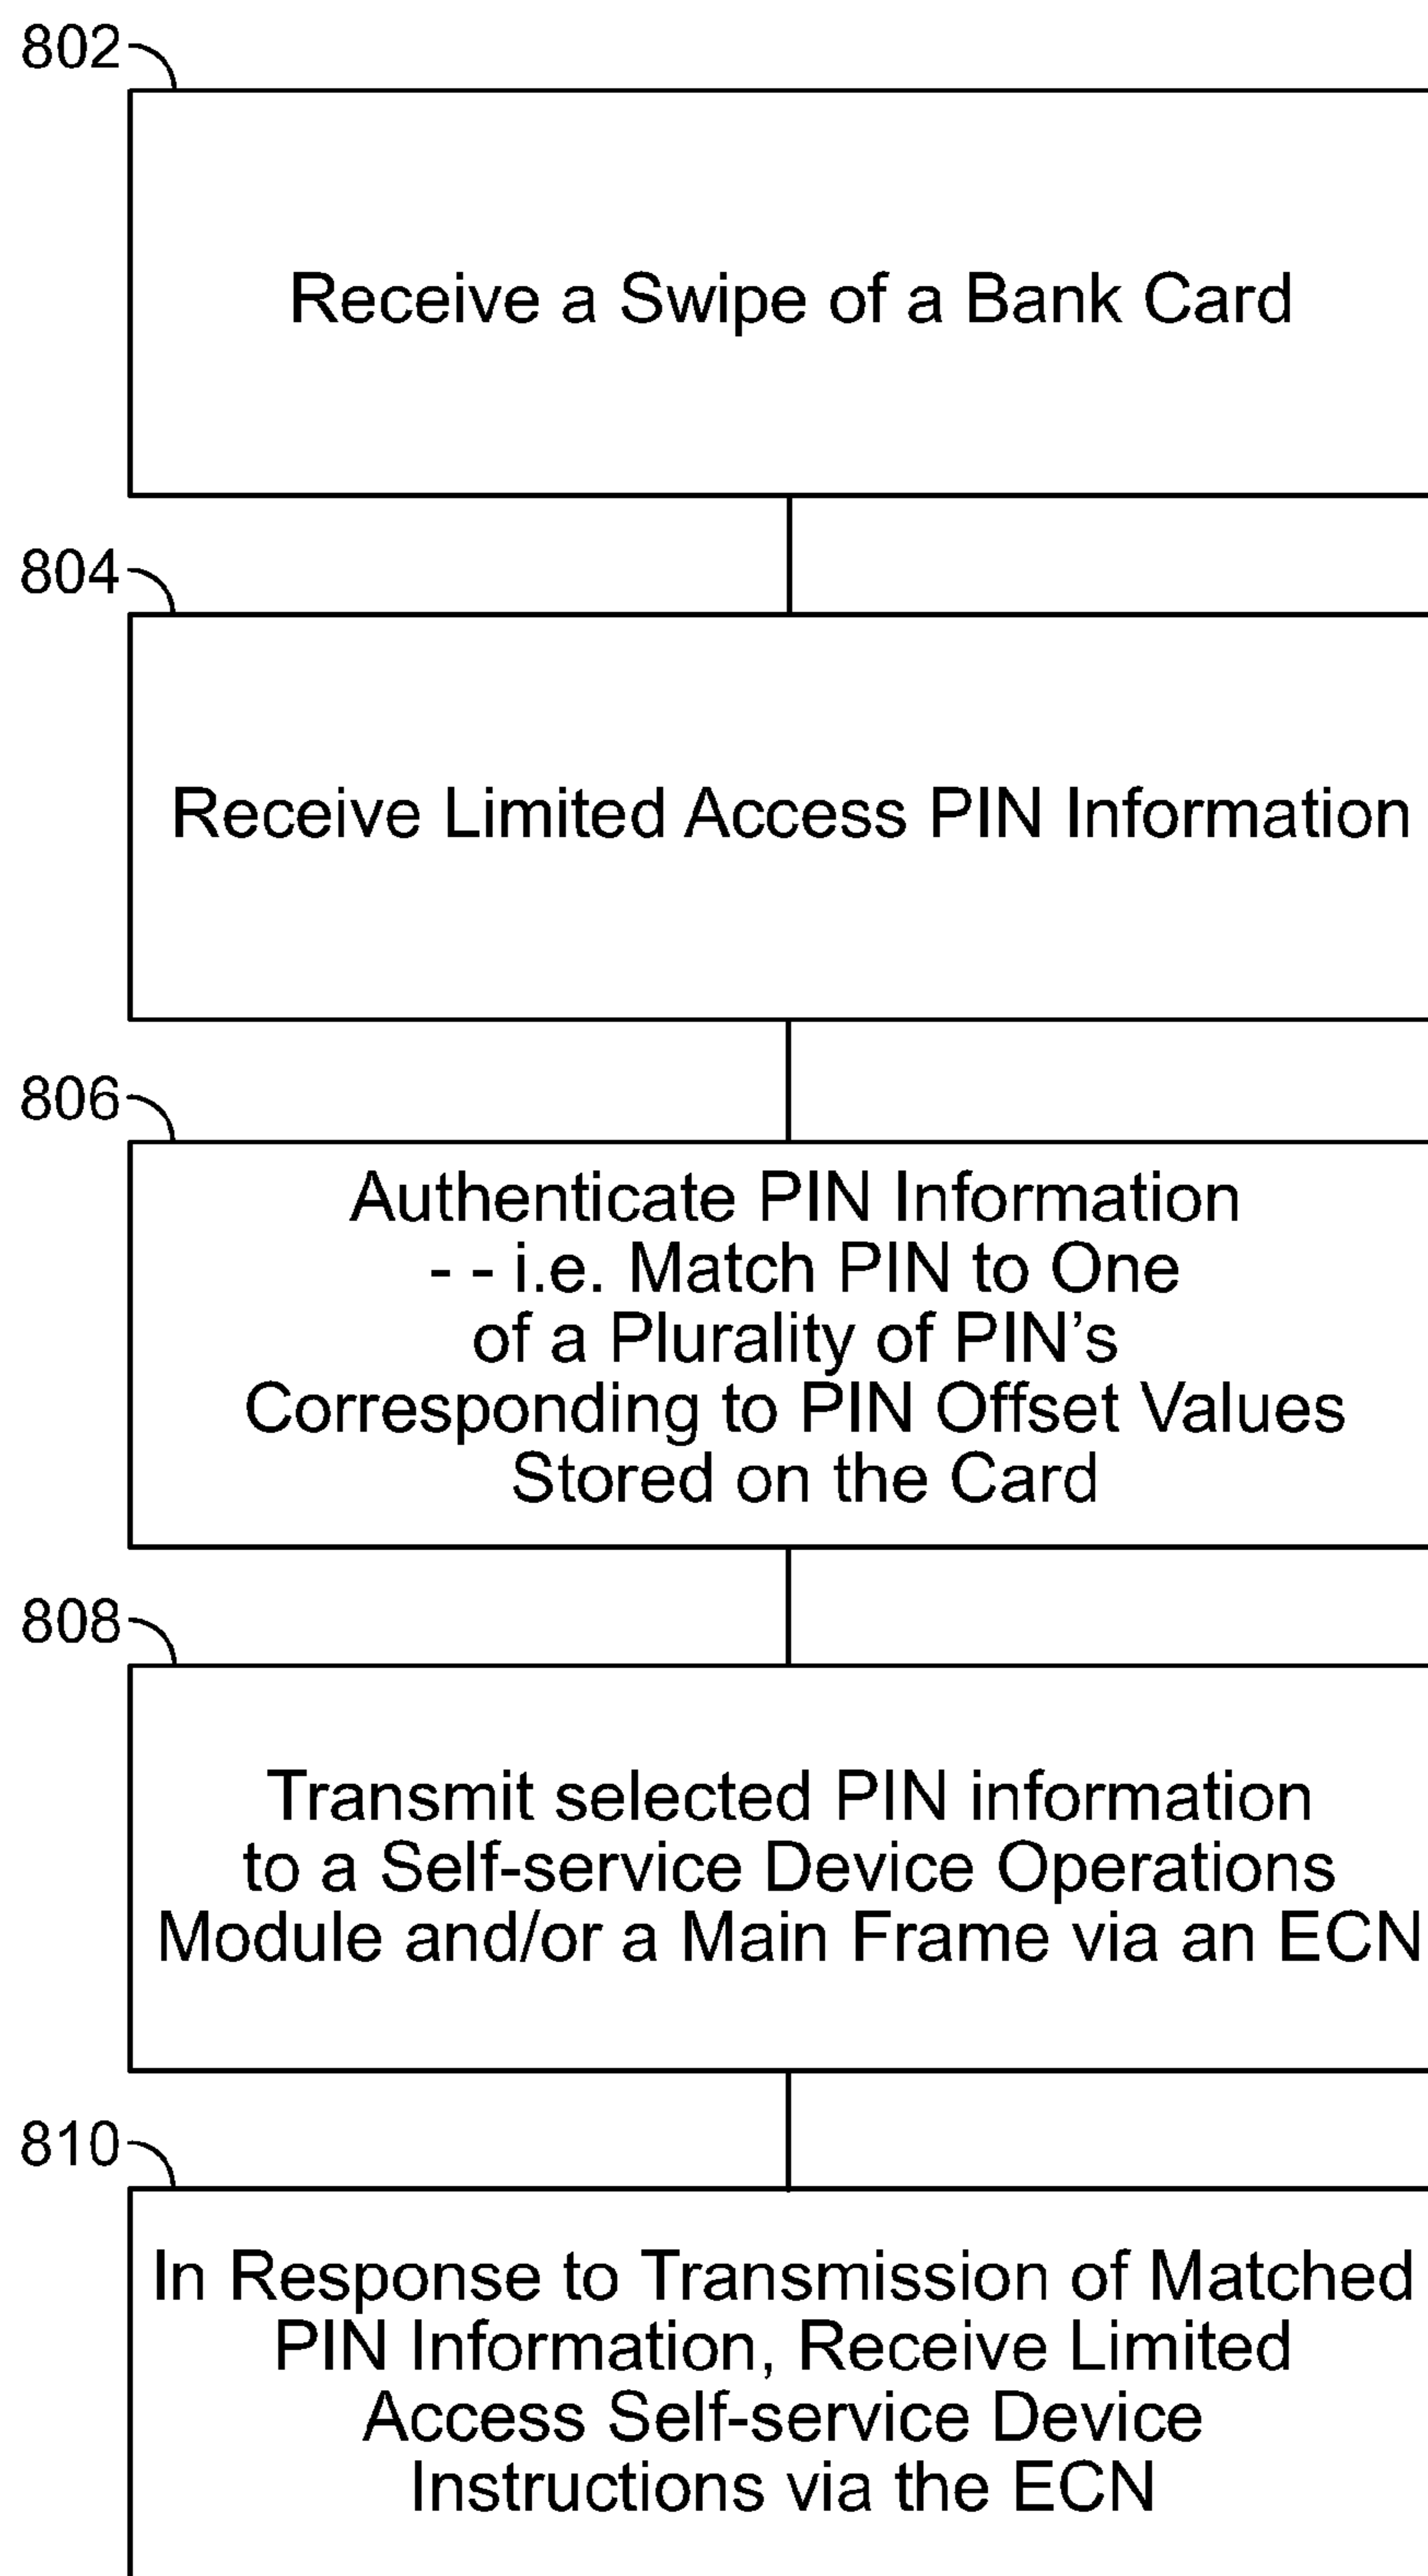 802
Receive a Swipe of a Bank Card
804
Receive Limited Access PIN Information
806
Authenticate PIN Information
- - i.e. Match PIN to One
of a Plurality of PIN's
Corresponding to PIN Offset Values
Stored on the Card
808
Transmit selected PIN information
to a Self-service Device Operations
Module and/or a Main Frame via an ECN
810
In Response to Transmission of Matched
PIN Information, Receive Limited
Access Self-service Device
Instructions via the ECN